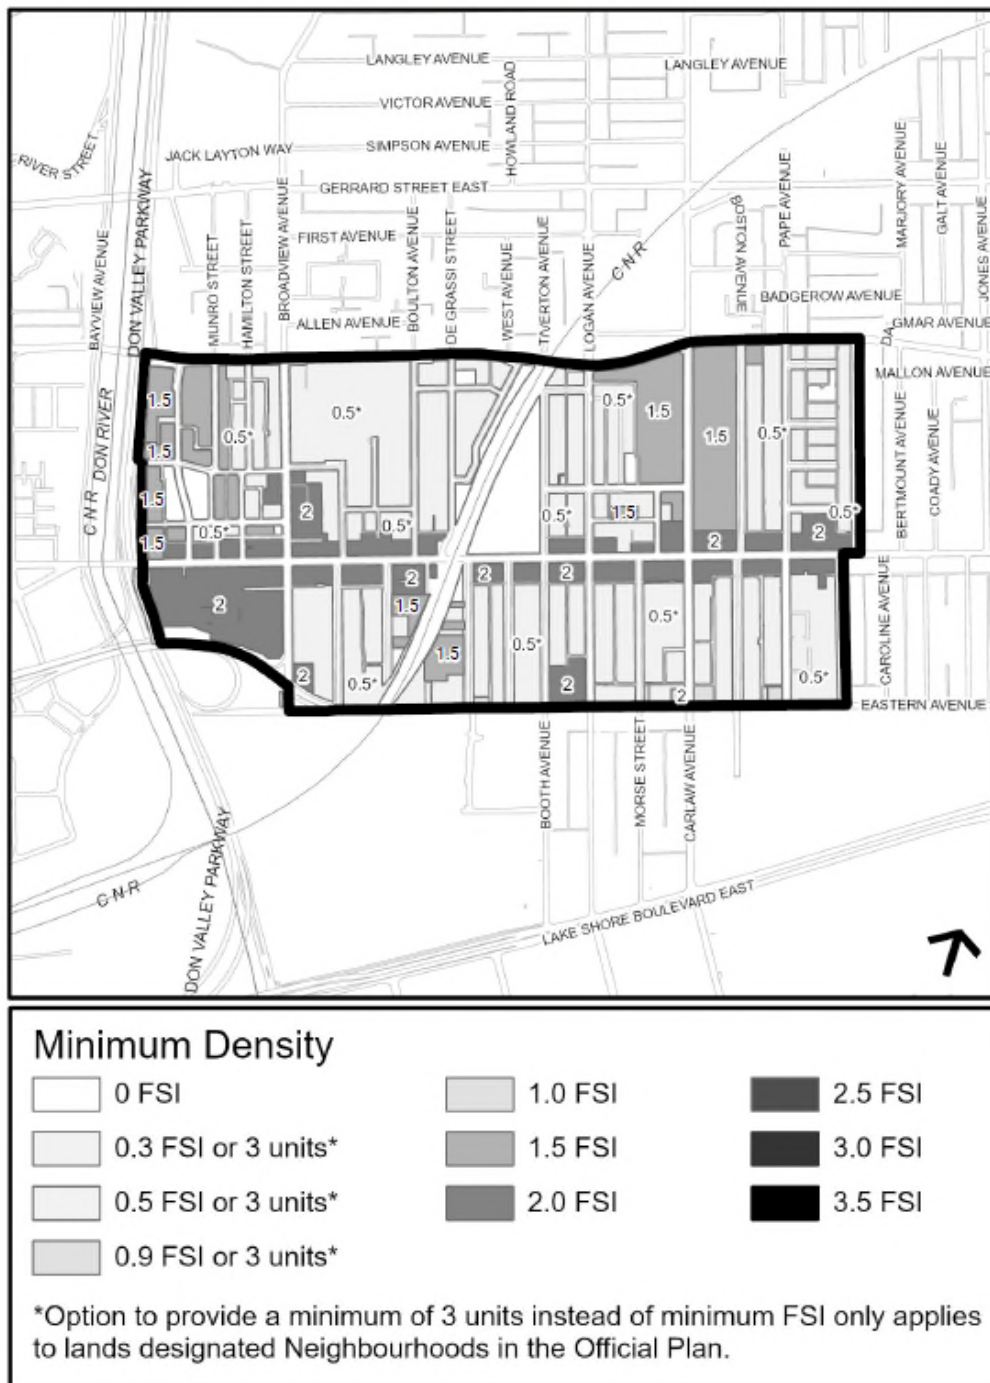 LANGLEY AVENUE
LANGLEY AVENUE
VICTOR AVENUE
HOWLAND ROAD
RIVER STREET
JACK LAYTON WAY
SIMPSON AVENUE
GERRARD STREET EAST
BAYVIEW AVENUE
DON VALLEY PARKWAY
MUNRO STREET
HAMILTON STREET
BROADVIEW AVENUE
FIRST AVENUE
BOULTON AVENUE
DE GRASSI STREET
WEST AVENUE
TIVERTON AVENUE
LOGAN AVENUE
C N R
BOSTON AVENUE
PAPE AVENUE
MARJORY AVENUE
GALT AVENUE
JONES AVENUE
BADGEROW AVENUE
ALLEN AVENUE
DAGMAR AVENUE
MALLON AVENUE
1.5
0.5*
0.5*
0.5*
1.5
1.5
0.5*
1.5
C N R
DON RIVER
1.5
2
0.5*
0.5*
1.5
0.5*
BERTMOUNT AVENUE
COADY AVENUE
1.5
0.5*
2
2
2
2
2
2
1.5
0.5*
0.5*
1.5
2
0.5*
2
2
0.5*
CAROLINE AVENUE
EASTERN AVENUE
BOOTH AVENUE
MORSE STREET
CARLAW AVENUE
DON VALLEY PARKWAY
C N R
LAKE SHORE BOULEVARD EAST
Minimum Density
0 FSI
0.3 FSI or 3 units*
0.5 FSI or 3 units*
0.9 FSI or 3 units*
1.0 FSI
1.5 FSI
2.0 FSI
2.5 FSI
3.0 FSI
3.5 FSI
*Option to provide a minimum of 3 units instead of minimum FSI only applies
to lands designated Neighbourhoods in the Official Plan.